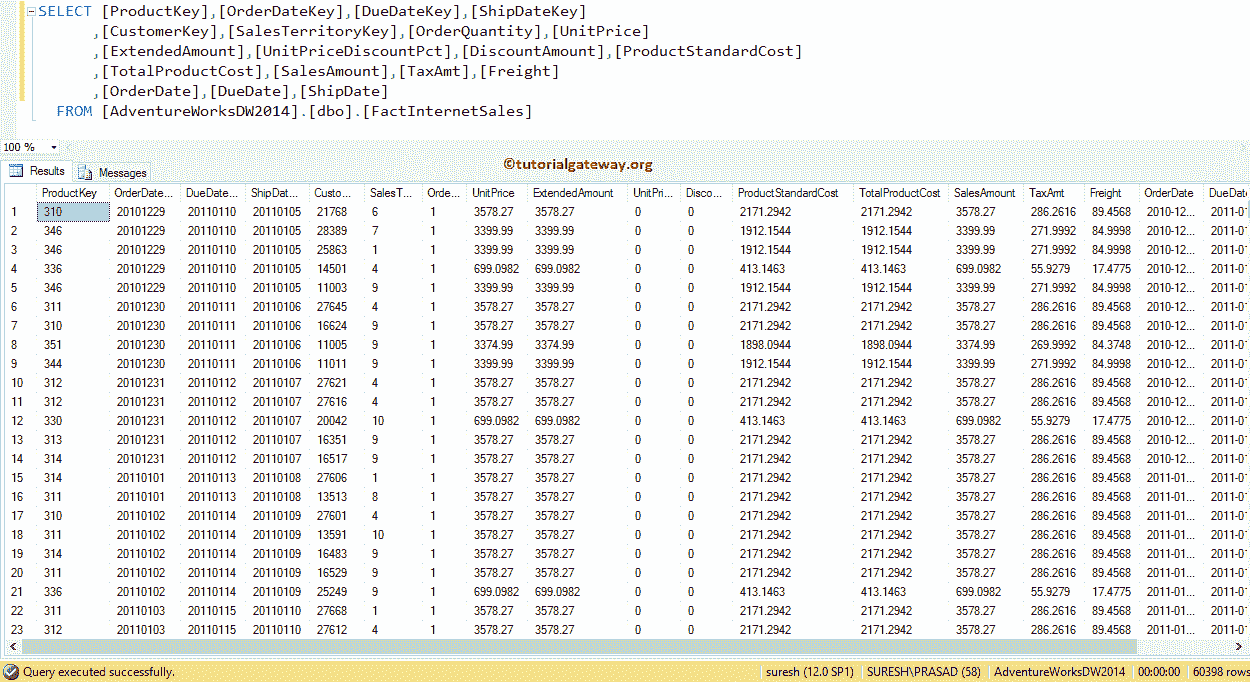 SELECT [ProductKey],[OrderDateKey],[DueDateKey],[ShipDateKey]
,[CustomerKey],[SalesTerritoryKey],[OrderQuantity],[UnitPrice]
,[ExtendedAmount],[UnitPriceDiscountPct],[DiscountAmount],[ProductStandardCost]
,[TotalProductCost],[SalesAmount],[TaxAmt],[Freight]
,[OrderDate],[DueDate],[ShipDate]
FROM [AdventureWorksDW2014].[dbo].[FactInternetSales]
100 %
©tutorialgateway.org
Results Messages
ProductKey OrderDate... DueDate... ShipDat... Custo... SalesT... Orde... UnitPrice ExtendedAmount UnitPri... Disco... ProductStandardCost TotalProductCost SalesAmount TaxAmt Freight OrderDate DueDat
1 310 20101229 20110110 20110105 21768 6 1 3578.27 3578.27 0 0 2171.2942 2171.2942 3578.27 286.2616 89.4568 2010-12... 2011-0
2 346 20101229 20110110 20110105 28389 7 1 3399.99 3399.99 0 0 1912.1544 1912.1544 3399.99 271.9992 84.9998 2010-12... 2011-0
3 346 20101229 20110110 20110105 25863 1 1 3399.99 3399.99 0 0 1912.1544 1912.1544 3399.99 271.9992 84.9998 2010-12... 2011-0
4 336 20101229 20110110 20110105 14501 4 1 699.0982 699.0982 0 0 413.1463 413.1463 699.0982 55.9279 17.4775 2010-12... 2011-0
5 346 20101229 20110110 20110105 11003 9 1 3399.99 3399.99 0 0 1912.1544 1912.1544 3399.99 271.9992 84.9998 2010-12... 2011-0
6 311 20101230 20110111 20110106 27645 4 1 3578.27 3578.27 0 0 2171.2942 2171.2942 3578.27 286.2616 89.4568 2010-12... 2011-0
7 310 20101230 20110111 20110106 16624 9 1 3578.27 3578.27 0 0 2171.2942 2171.2942 3578.27 286.2616 89.4568 2010-12... 2011-0
8 351 20101230 20110111 20110106 11005 9 1 3374.99 3374.99 0 0 1898.0944 1898.0944 3374.99 269.9992 84.3748 2010-12... 2011-0
9 344 20101230 20110111 20110106 11011 9 1 3399.99 3399.99 0 0 1912.1544 1912.1544 3399.99 271.9992 84.9998 2010-12... 2011-0
10 312 20101231 20110112 20110107 27621 4 1 3578.27 3578.27 0 0 2171.2942 2171.2942 3578.27 286.2616 89.4568 2010-12... 2011-0
11 312 20101231 20110112 20110107 27616 4 1 3578.27 3578.27 0 0 2171.2942 2171.2942 3578.27 286.2616 89.4568 2010-12... 2011-0
12 330 20101231 20110112 20110107 20042 10 1 699.0982 699.0982 0 0 413.1463 413.1463 699.0982 55.9279 17.4775 2010-12... 2011-0
13 313 20101231 20110112 20110107 16351 9 1 3578.27 3578.27 0 0 2171.2942 2171.2942 3578.27 286.2616 89.4568 2010-12... 2011-0
14 314 20101231 20110112 20110107 16517 9 1 3578.27 3578.27 0 0 2171.2942 2171.2942 3578.27 286.2616 89.4568 2010-12... 2011-0
15 314 20110101 20110113 20110108 27606 1 1 3578.27 3578.27 0 0 2171.2942 2171.2942 3578.27 286.2616 89.4568 2011-01... 2011-0
16 311 20110101 20110113 20110108 13513 8 1 3578.27 3578.27 0 0 2171.2942 2171.2942 3578.27 286.2616 89.4568 2011-01... 2011-0
17 310 20110102 20110114 20110109 27601 4 1 3578.27 3578.27 0 0 2171.2942 2171.2942 3578.27 286.2616 89.4568 2011-01... 2011-0
18 311 20110102 20110114 20110109 13591 10 1 3578.27 3578.27 0 0 2171.2942 2171.2942 3578.27 286.2616 89.4568 2011-01... 2011-0
19 314 20110102 20110114 20110109 16483 9 1 3578.27 3578.27 0 0 2171.2942 2171.2942 3578.27 286.2616 89.4568 2011-01... 2011-0
20 311 20110102 20110114 20110109 16529 9 1 3578.27 3578.27 0 0 2171.2942 2171.2942 3578.27 286.2616 89.4568 2011-01... 2011-0
21 336 20110102 20110114 20110109 25249 9 1 699.0982 699.0982 0 0 413.1463 413.1463 699.0982 55.9279 17.4775 2011-01... 2011-0
22 311 20110103 20110115 20110110 27668 1 1 3578.27 3578.27 0 0 2171.2942 2171.2942 3578.27 286.2616 89.4568 2011-01... 2011-0
23 312 20110103 20110115 20110110 27612 4 1 3578.27 3578.27 0 0 2171.2942 2171.2942 3578.27 286.2616 89.4568 2011-01... 2011-0
Query executed successfully. suresh (12.0 SP1) SURESH\PRASAD (58) AdventureWorksDW2014 00:00:00 60398 rows